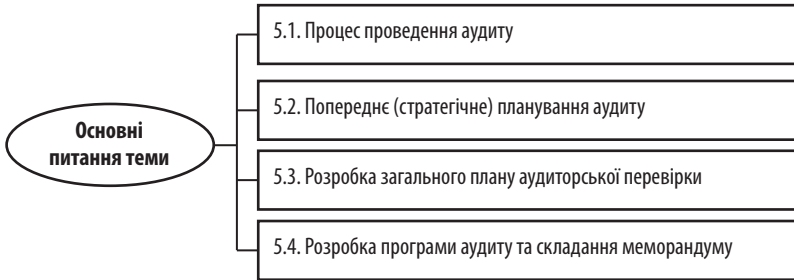 Основні
питання теми
5.1. Процес проведення аудиту
5.2. Попереднє (стратегічне) планування аудиту
5.3. Розробка загального плану аудиторської перевірки
5.4. Розробка програми аудиту та складання меморандуму